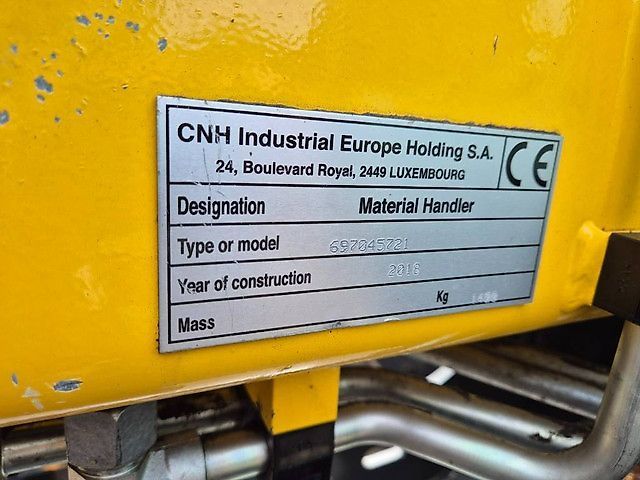 CNH Industrial Europe Holding S.A.
24, Boulevard Royal, 2449 LUXEMBOURG
CE
Designation Material Handler
Type or model 697045721
Year of construction 2018
Mass Kg